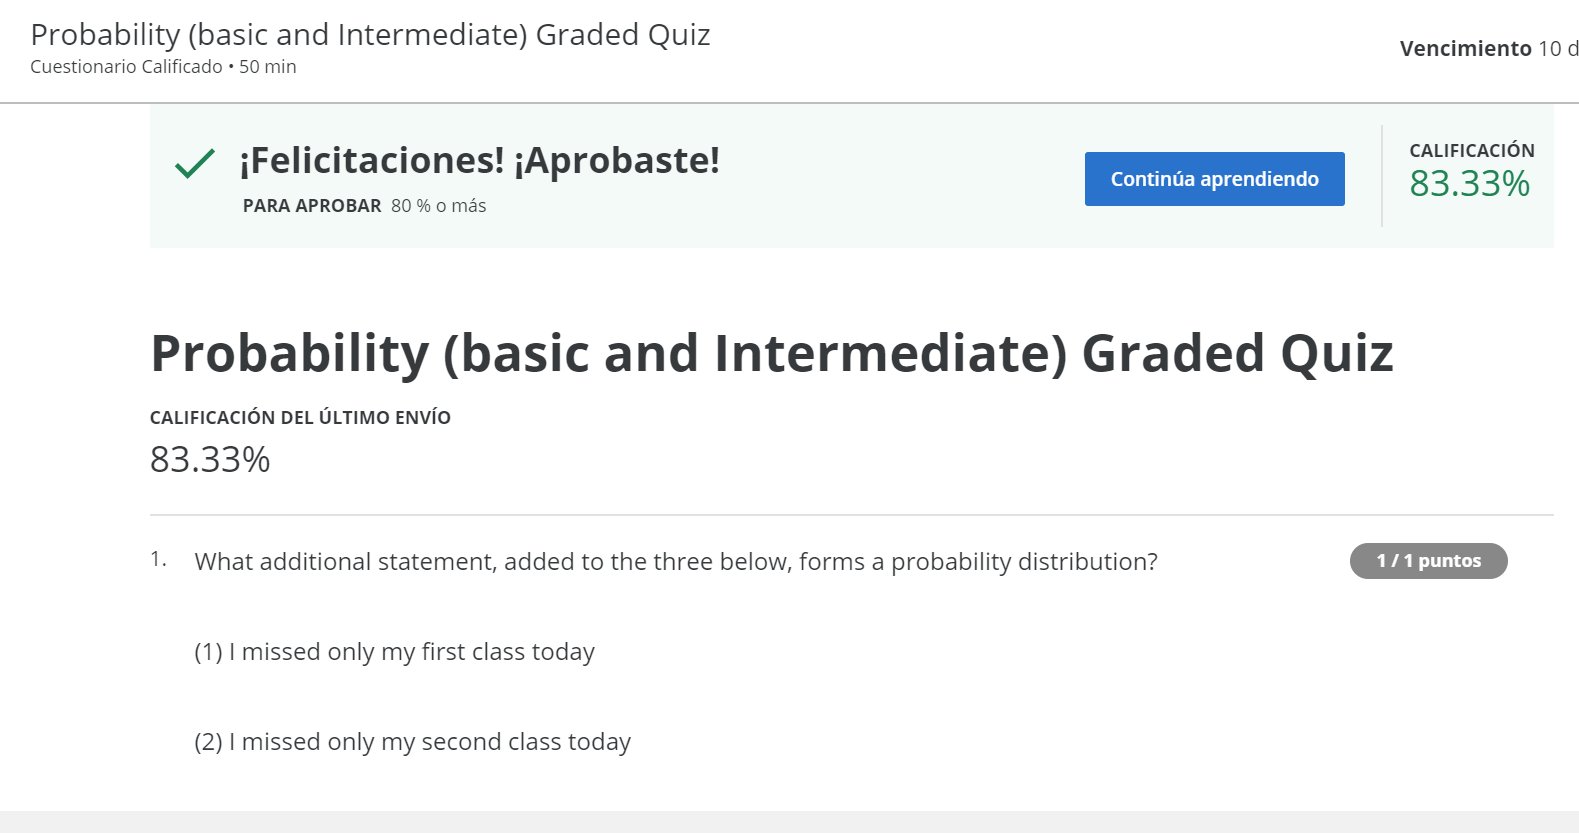 Probability (basic and Intermediate) Graded Quiz
Cuestionario Calificado • 50 min
Vencimiento 10 d
¡Felicitaciones! ¡Aprobaste!
PARA APROBAR 80 % o más
Continúa aprendiendo
CALIFICACIÓN
83.33%
Probability (basic and Intermediate) Graded Quiz
CALIFICACIÓN DEL ÚLTIMO ENVÍO
83.33%
1. What additional statement, added to the three below, forms a probability distribution?
1 / 1 puntos
(1) I missed only my first class today
(2) I missed only my second class today